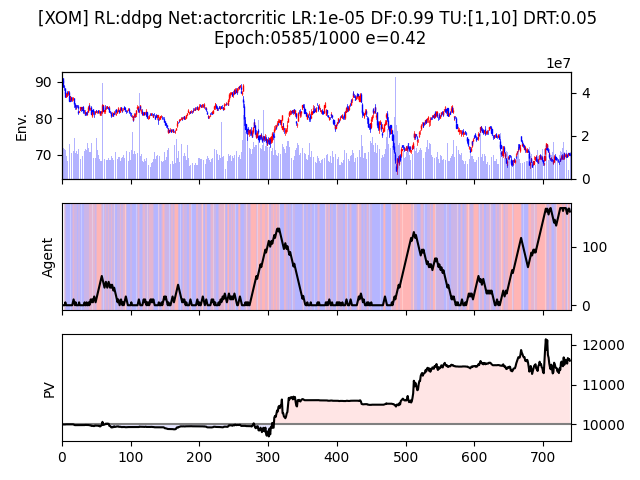 [XOM] RL:ddpg Net:actorcritic LR:1e-05 DF:0.99 TU:[1,10] DRT:0.05
Epoch:0585/1000 e=0.42
1e7
90
80
70
Env.
4
2
0
Agent
100
0
PV
12000
11000
10000
0 100 200 300 400 500 600 700